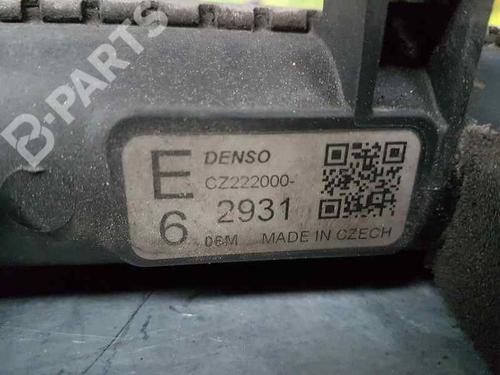 B-PARTS
E DENSO
CZ222000-
2931
6 06M MADE IN CZECH